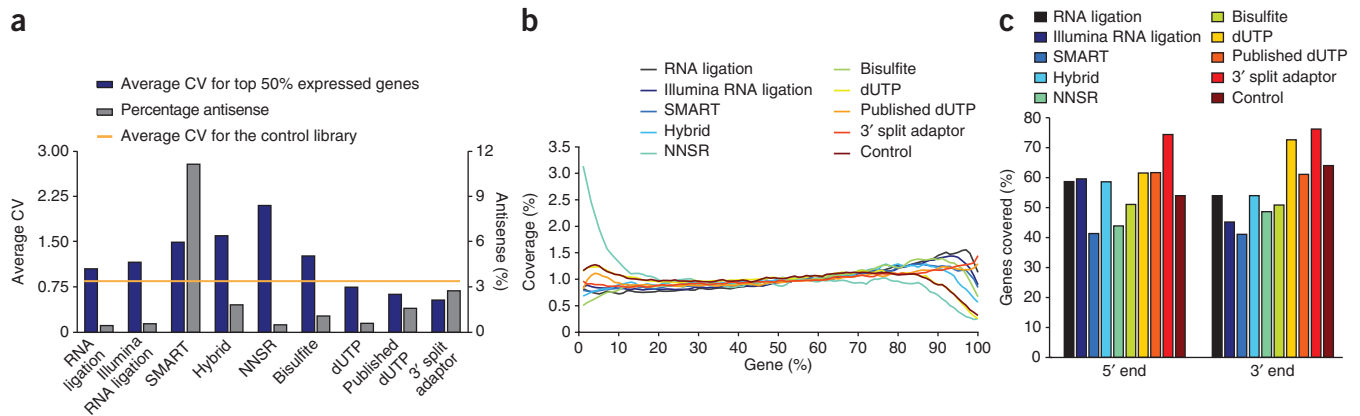 a
Average CV for top 50% expressed genes
Percentage antisense
Average CV for the control library
3.00
2.25
1.50
0.75
0
Average CV
12
9
6
3
0
Antisense (%)
RNA ligation
Illumina RNA ligation
SMART
Hybrid
NNSR
Bisulfite
dUTP
Published dUTP
3′ split adaptor
b
RNA ligation
Illumina RNA ligation
SMART
Hybrid
NNSR
Bisulfite
dUTP
Published dUTP
3′ split adaptor
Control
3.5
3.0
2.5
2.0
1.5
1.0
0.5
0
Coverage (%)
0 10 20 30 40 50 60 70 80 90 100
Gene (%)
c
RNA ligation
Illumina RNA ligation
SMART
Hybrid
NNSR
Bisulfite
dUTP
Published dUTP
3′ split adaptor
Control
80
70
60
50
40
30
20
10
0
Genes covered (%)
5′ end
3′ end